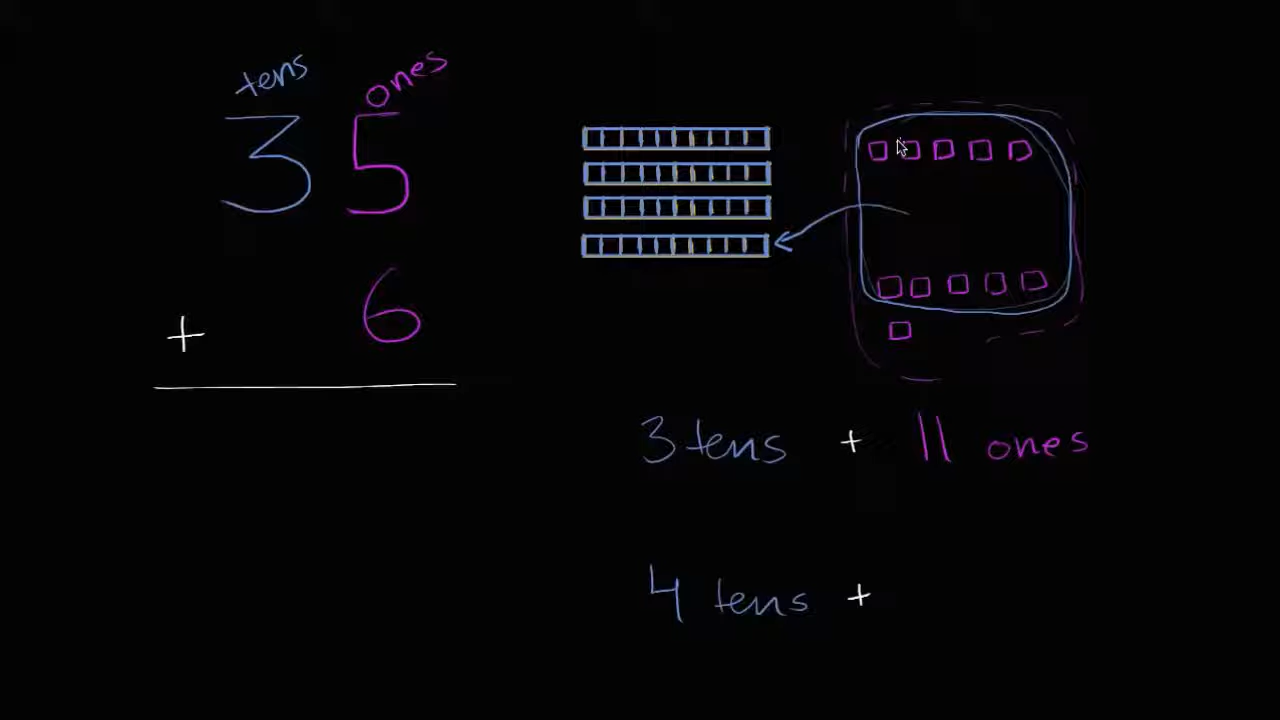 tens ones
35
+ 6
3 tens + 11 ones
4 tens +